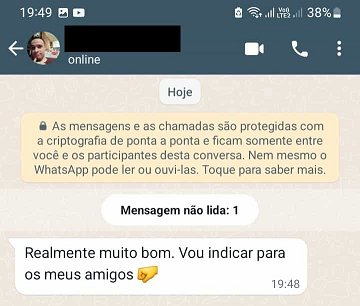 19:49 38%
Vo)) LTE2
online
Hoje
As mensagens e as chamadas são protegidas com
a criptografia de ponta a ponta e ficam somente entre
você e os participantes desta conversa. Nem mesmo o
WhatsApp pode ler ou ouvi-las. Toque para saber mais.
Mensagem não lida: 1
Realmente muito bom. Vou indicar para
os meus amigos
19:48